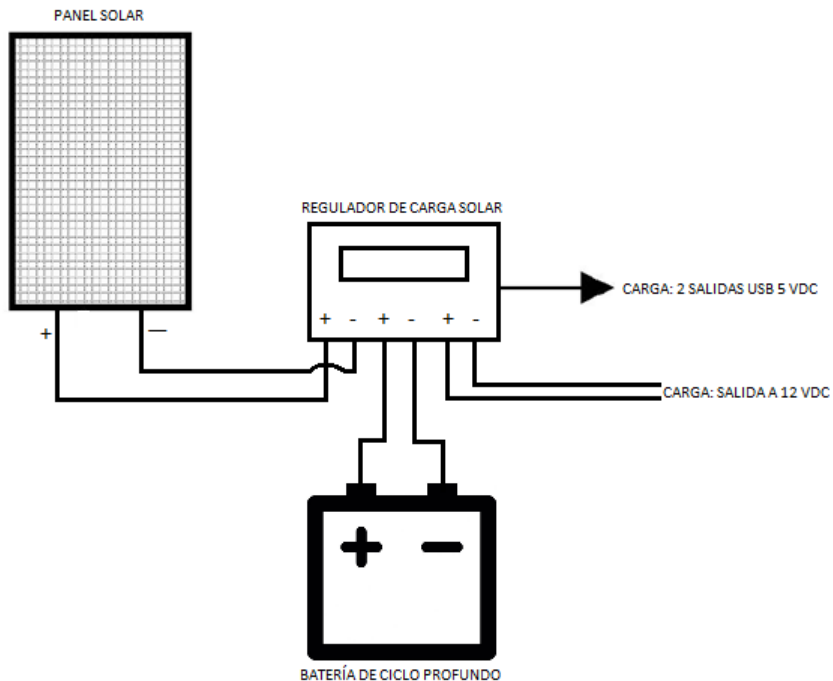 PANEL SOLAR
REGULADOR DE CARGA SOLAR
CARGA: 2 SALIDAS USB 5 VDC
+ - + - + -
+ —
CARGA: SALIDA A 12 VDC
+ -
BATERÍA DE CICLO PROFUNDO